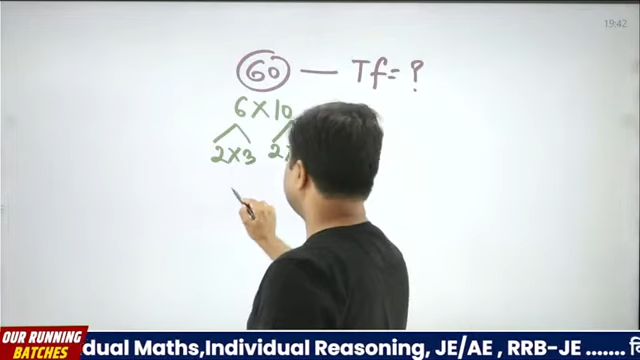 19:42
60 — Tf= ?
6×10
2×3 2×
OUR RUNNING
BATCHES
dual Maths,Individual Reasoning, JE/AE , RRB-JE .......